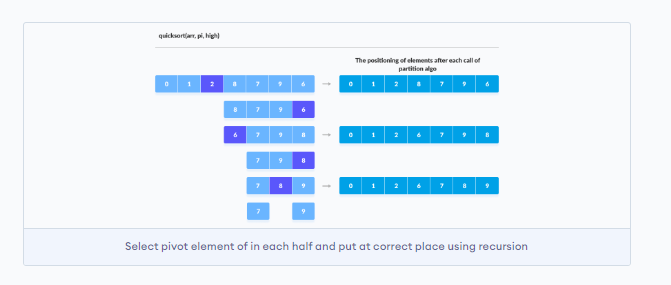 quicksort(arr, pi, high)
The positioning of elements after each call of
partition algo
0 1 2 8 7 9 6 → 0 1 2 8 7 9 6
8 7 9 6
6 7 9 8 → 0 1 2 6 7 9 8
7 9 8
7 8 9 → 0 1 2 6 7 8 9
7 9
Select pivot element of in each half and put at correct place using recursion